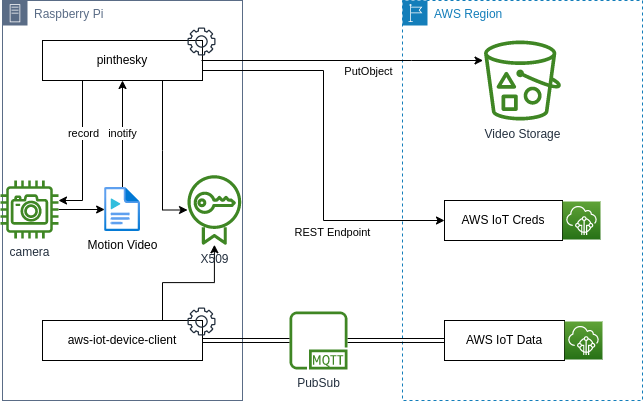 Raspberry Pi
AWS Region
pinthesky
PutObject
Video Storage
record
inotify
camera
Motion Video
X509
REST Endpoint
AWS IoT Creds
aws-iot-device-client
MQTT
PubSub
AWS IoT Data